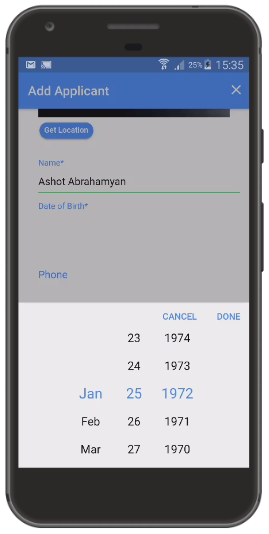 25% 15:35
Add Applicant
Get Location
Name*
Ashot Abrahamyan
Date of Birth*
Phone
CANCEL DONE
23 1974
24 1973
Jan 25 1972
Feb 26 1971
Mar 27 1970